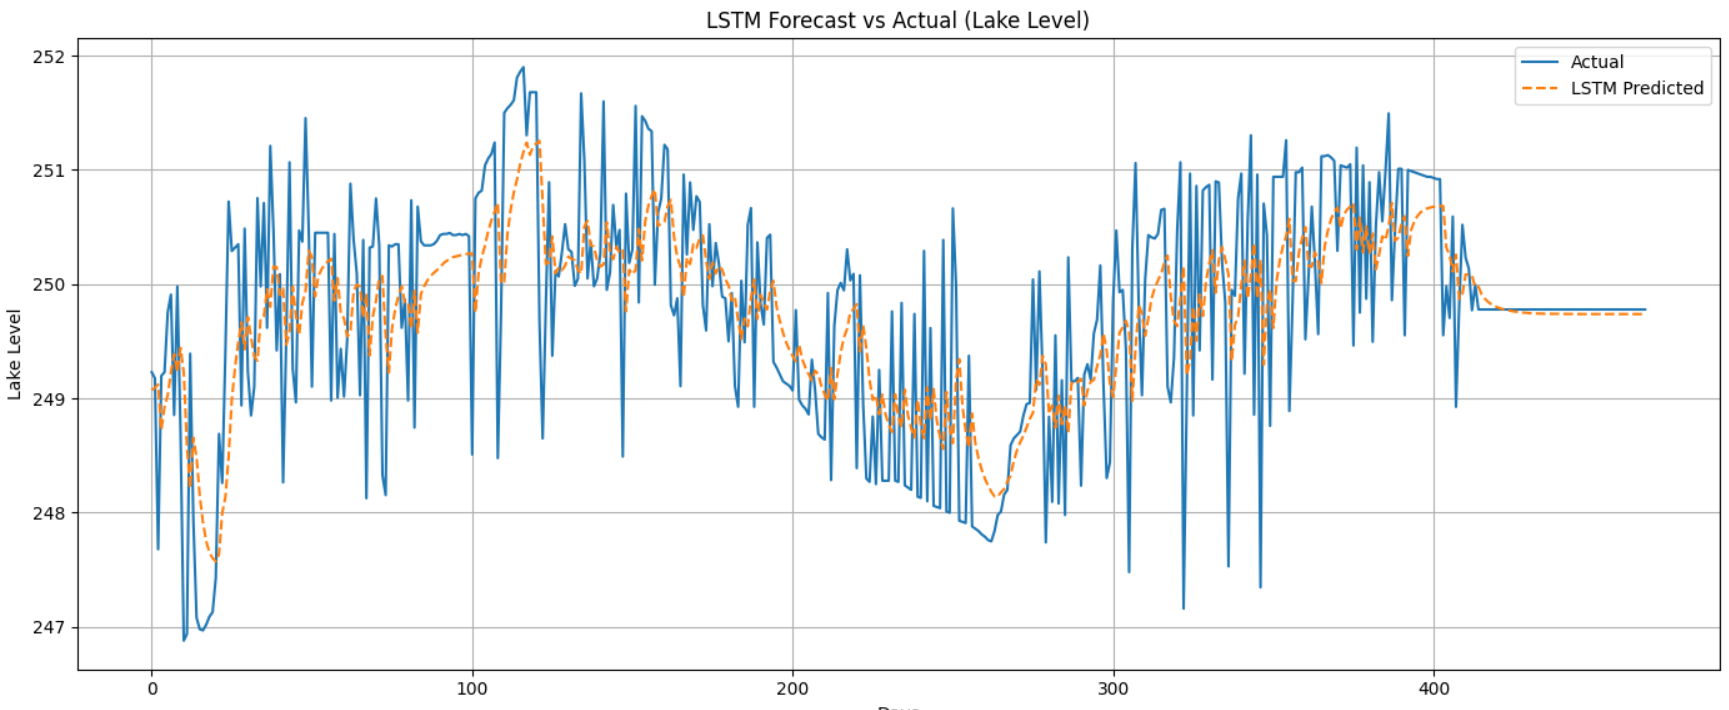 LSTM Forecast vs Actual (Lake Level)
252
251
250
249
248
247
Lake Level
Actual
LSTM Predicted
0 100 200 300 400